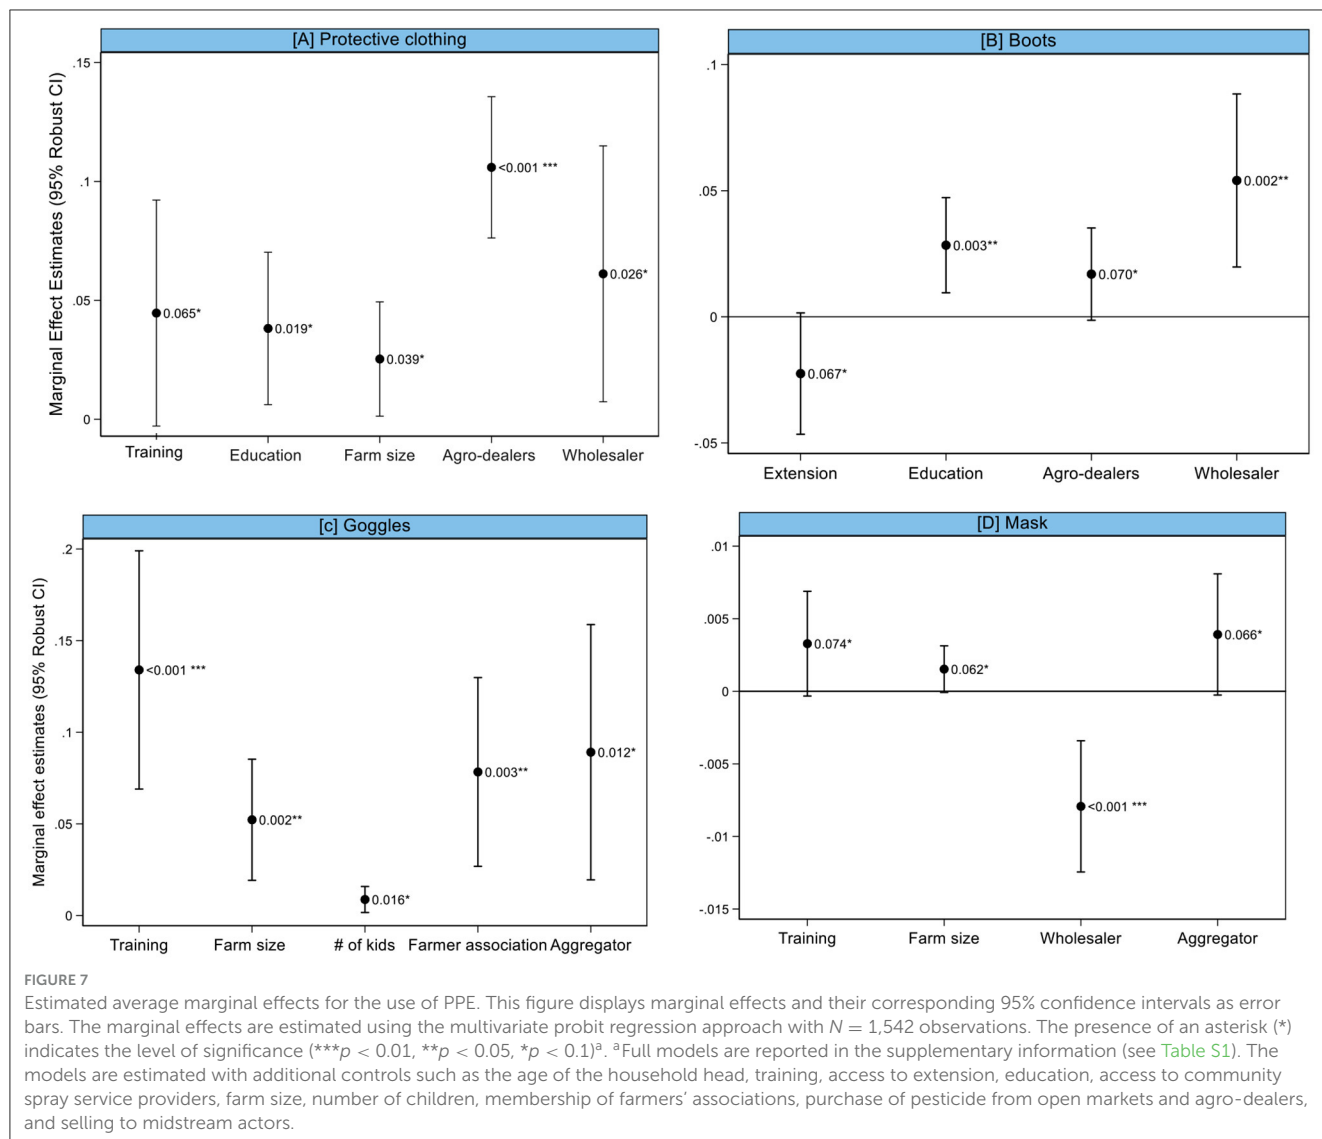 [A] Protective clothing
Marginal Effect Estimates (95% Robust CI)
.15
.1
.05
0
0.065*
0.019*
0.039*
<0.001 ***
0.026*
Training
Education
Farm size
Agro-dealers
Wholesaler
[B] Boots
.1
.05
0
-.05
0.067*
0.003**
0.070*
0.002**
Extension
Education
Agro-dealers
Wholesaler
[c] Goggles
Marginal effect estimates (95% Robust CI)
.2
.15
.1
.05
0
<0.001 ***
0.002**
0.016*
0.003**
0.012*
Training
Farm size
# of kids
Farmer association
Aggregator
[D] Mask
.01
.005
0
-.005
-.01
-.015
0.074*
0.062*
<0.001 ***
0.066*
Training
Farm size
Wholesaler
Aggregator
FIGURE 7
Estimated average marginal effects for the use of PPE. This figure displays marginal effects and their corresponding 95% confidence intervals as error
bars. The marginal effects are estimated using the multivariate probit regression approach with N = 1,542 observations. The presence of an asterisk (*)
indicates the level of significance (***p < 0.01, **p < 0.05, *p < 0.1)ᵃ. ᵃFull models are reported in the supplementary information (see Table S1). The
models are estimated with additional controls such as the age of the household head, training, access to extension, education, access to community
spray service providers, farm size, number of children, membership of farmers' associations, purchase of pesticide from open markets and agro-dealers,
and selling to midstream actors.